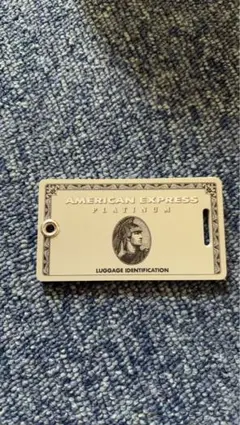 AMERICAN EXPRESS
PLATINUM
LUGGAGE IDENTIFICATION